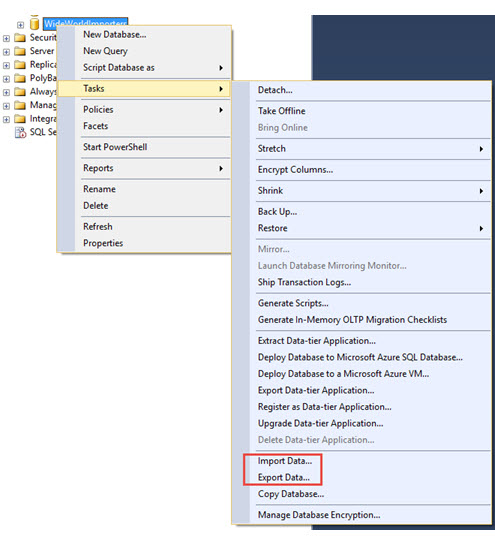 WideWorldImporters
Securit
Server
Replica
PolyBa
Always
Manag
Integra
SQL Se
New Database...
New Query
Script Database as
Tasks
Policies
Facets
Start PowerShell
Reports
Rename
Delete
Refresh
Properties
Detach...
Take Offline
Bring Online
Stretch
Encrypt Columns...
Shrink
Back Up...
Restore
Mirror...
Launch Database Mirroring Monitor...
Ship Transaction Logs...
Generate Scripts...
Generate In-Memory OLTP Migration Checklists
Extract Data-tier Application...
Deploy Database to Microsoft Azure SQL Database...
Deploy Database to a Microsoft Azure VM...
Export Data-tier Application...
Register as Data-tier Application...
Upgrade Data-tier Application...
Delete Data-tier Application...
Import Data...
Export Data...
Copy Database...
Manage Database Encryption...